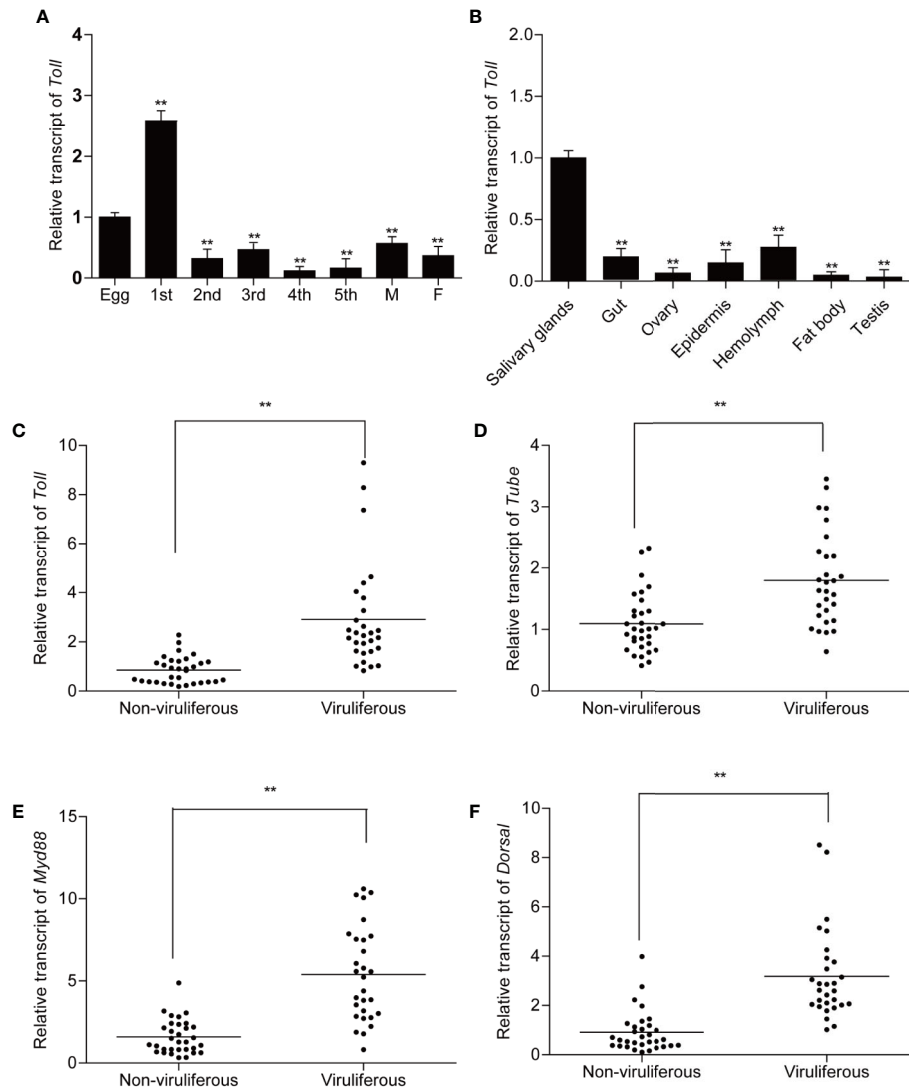 A
Relative transcript of Toll
4
3
2
1
0
**
**
**
**
**
**
**
Egg 1st 2nd 3rd 4th 5th M F
B
Relative transcript of Toll
2.0
1.5
1.0
0.5
0.0
**
**
**
**
**
**
Salivary glands
Gut
Ovary
Epidermis
Hemolymph
Fat body
Testis
C
Relative transcript of Toll
**
10
8
6
4
2
0
Non-viruliferous Viruliferous
D
Relative transcript of Tube
**
4
3
2
1
0
Non-viruliferous Viruliferous
E
Relative transcript of Myd88
**
15
10
5
0
Non-viruliferous Viruliferous
F
Relative transcript of Dorsal
**
10
8
6
4
2
0
Non-viruliferous Viruliferous